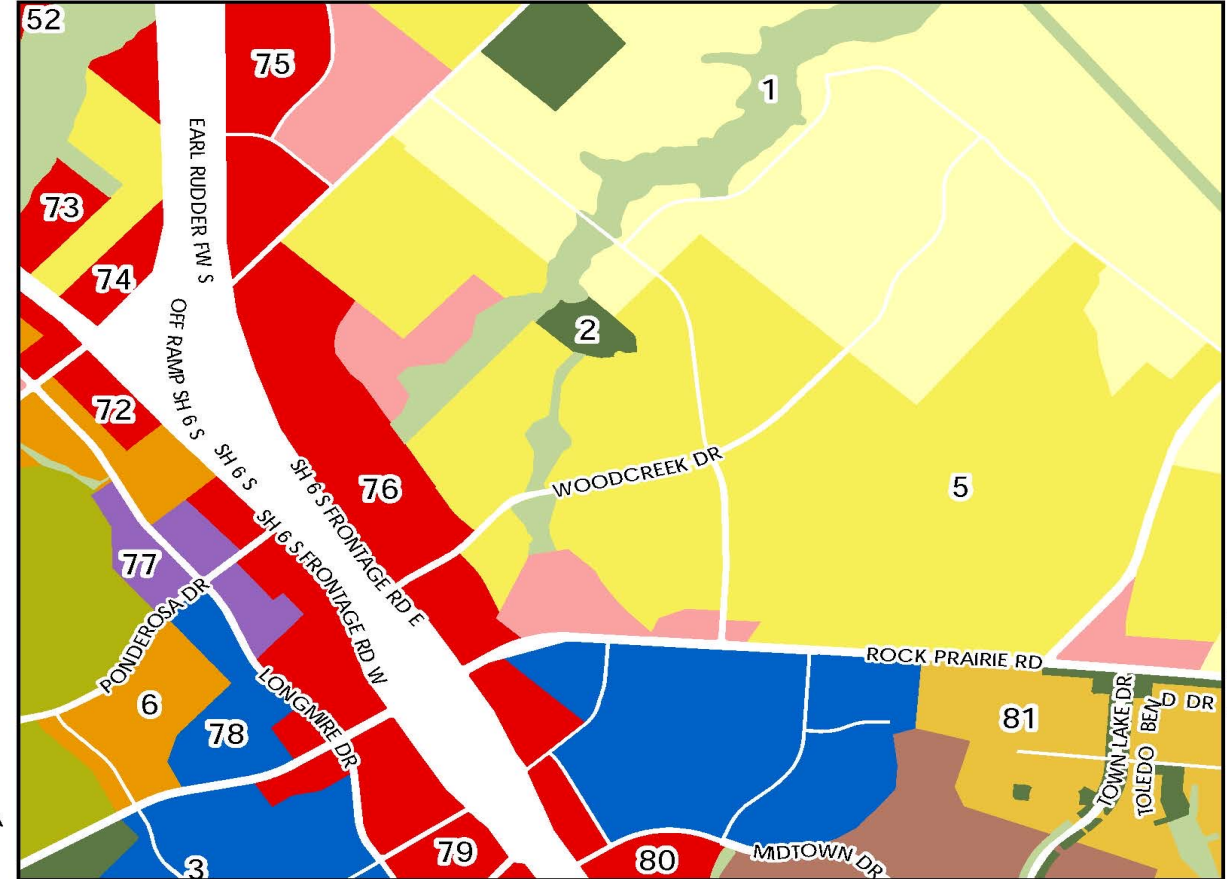 52
75
1
EARL RUDDER FW S
73
74
OFF RAMP SH 6 S
2
72
SH 6 S
SH 6 S FRONTAGE RD E
76
WOODCREEK DR
5
SH 6 S FRONTAGE RD W
77
PONDEROSA DR
ROCK PRAIRIE RD
6
LONGMIRE DR
78
81
TOWN LAKE DR
TOLEDO BEN
D DR
79
80
MIDTOWN DR
3